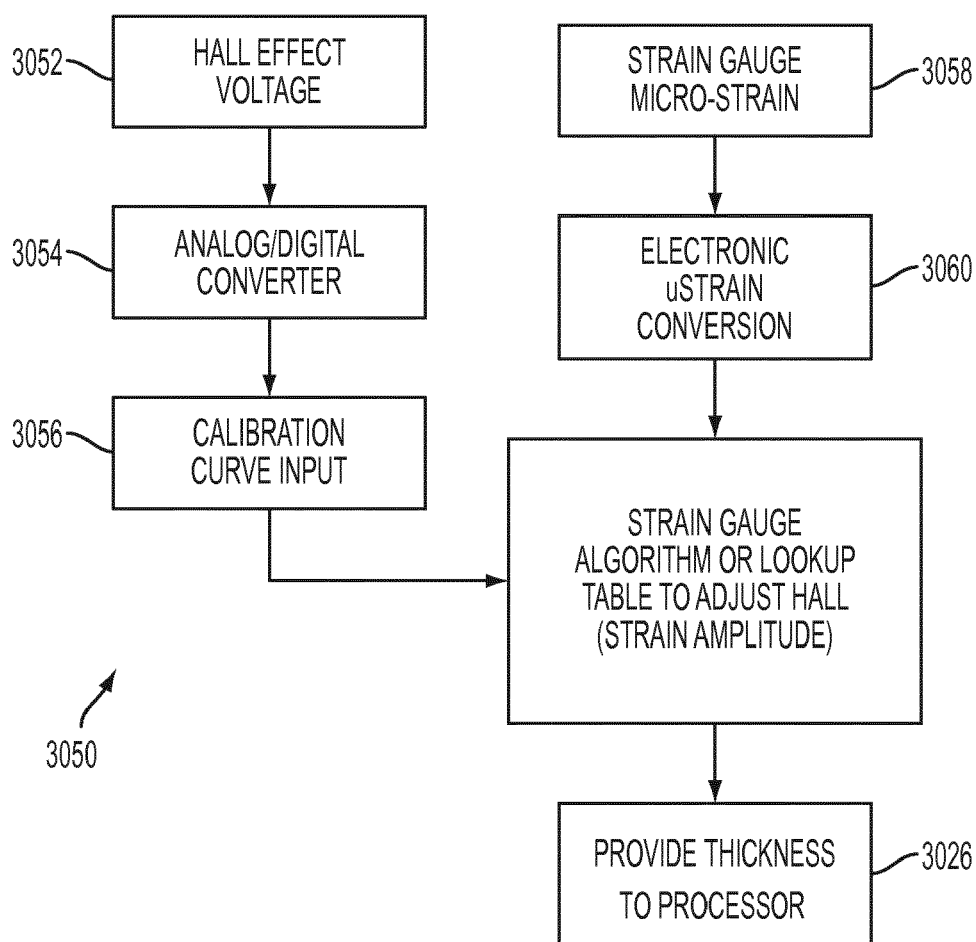 3052
HALL EFFECT
VOLTAGE
3054
ANALOG/DIGITAL
CONVERTER
3056
CALIBRATION
CURVE INPUT
STRAIN GAUGE
MICRO-STRAIN
3058
ELECTRONIC
uSTRAIN
CONVERSION
3060
STRAIN GAUGE
ALGORITHM OR LOOKUP
TABLE TO ADJUST HALL
(STRAIN AMPLITUDE)
3050
PROVIDE THICKNESS
TO PROCESSOR
3026